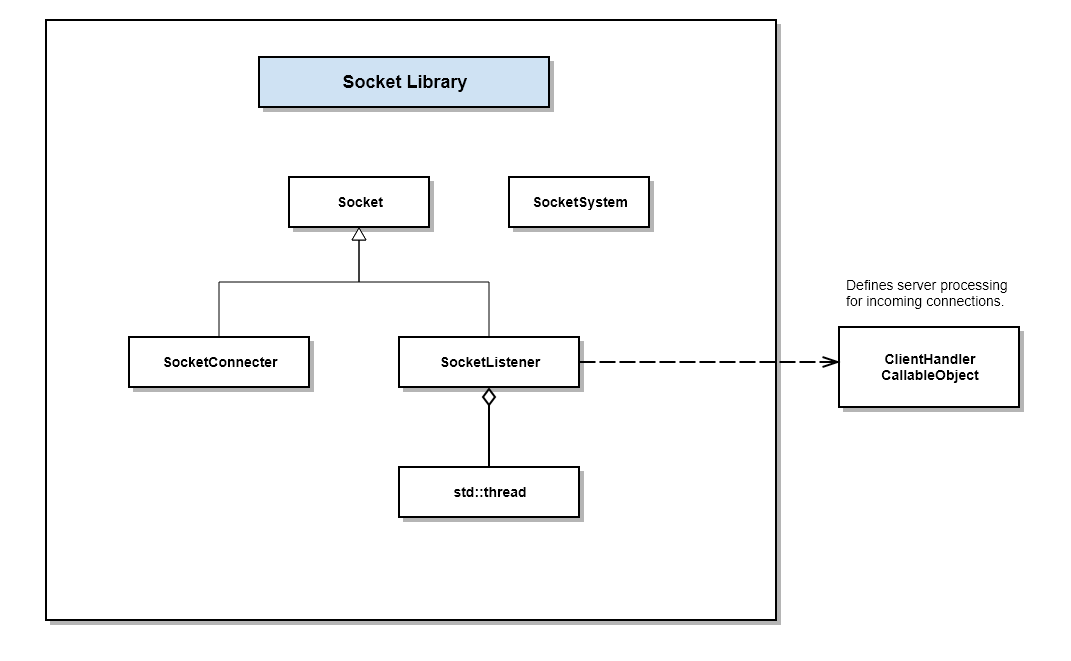 Socket Library
Socket
SocketSystem
Defines server processing
for incoming connections.
SocketConnecter
SocketListener
ClientHandler
CallableObject
std::thread